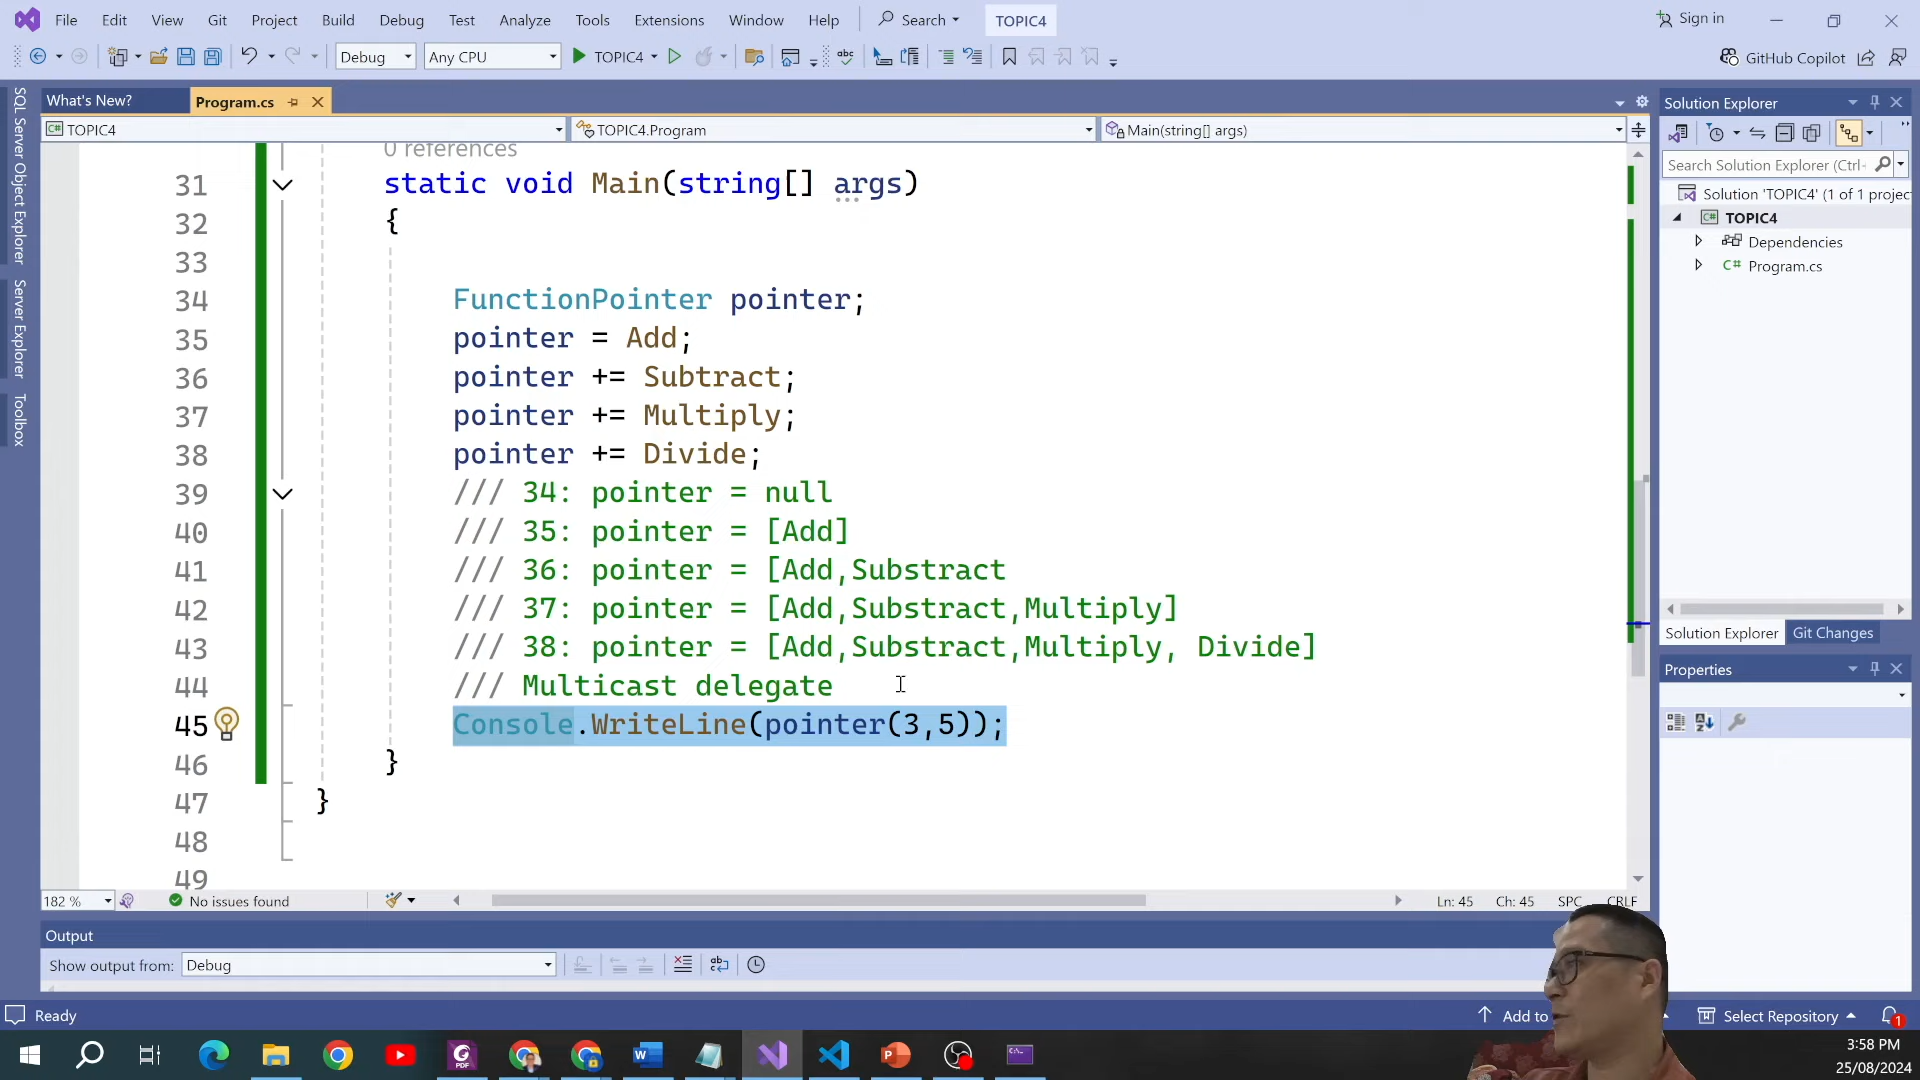 File Edit View Git Project Build Debug Test Analyze Tools Extensions Window Help Search TOPIC4 Sign in
Debug Any CPU TOPIC4 GitHub Copilot
What's New? Program.cs
TOPIC4 TOPIC4.Program Main(string[] args)
SQL Server Object Explorer
Server Explorer
Toolbox
0 references
31 static void Main(string[] args)
32 {
33
34 FunctionPointer pointer;
35 pointer = Add;
36 pointer += Subtract;
37 pointer += Multiply;
38 pointer += Divide;
39 /// 34: pointer = null
40 /// 35: pointer = [Add]
41 /// 36: pointer = [Add,Substract
42 /// 37: pointer = [Add,Substract,Multiply]
43 /// 38: pointer = [Add,Substract,Multiply, Divide]
44 /// Multicast delegate
45 Console.WriteLine(pointer(3,5));
46 }
47 }
48
49
182 % No issues found Ln: 45 Ch: 45 SPC CRLF
Solution Explorer
Search Solution Explorer (Ctrl-
Solution 'TOPIC4' (1 of 1 projec
TOPIC4
Dependencies
C# Program.cs
Solution Explorer Git Changes
Properties
Output
Show output from: Debug
Ready Add to Select Repository 1
3:58 PM
25/08/2024